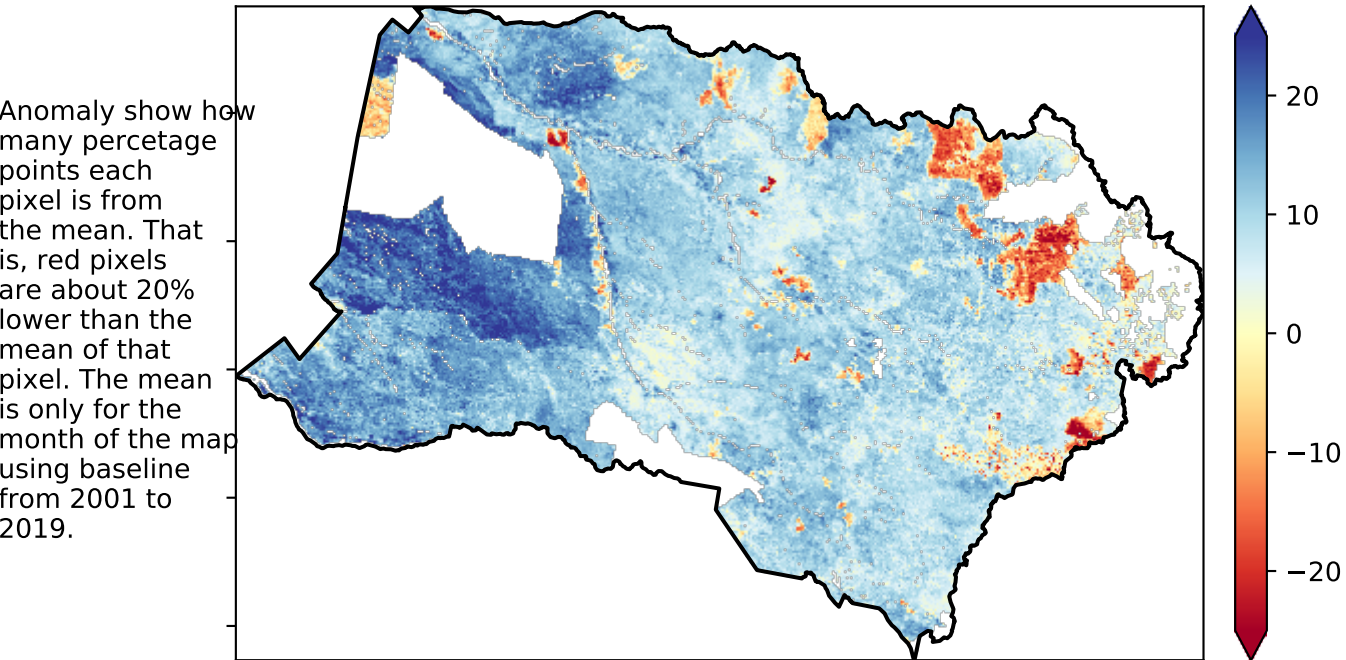 Anomaly show how
many percetage
points each
pixel is from
the mean. That
is, red pixels
are about 20%
lower than the
mean of that
pixel. The mean
is only for the
month of the map
using baseline
from 2001 to
2019.
20
10
0
−10
−20